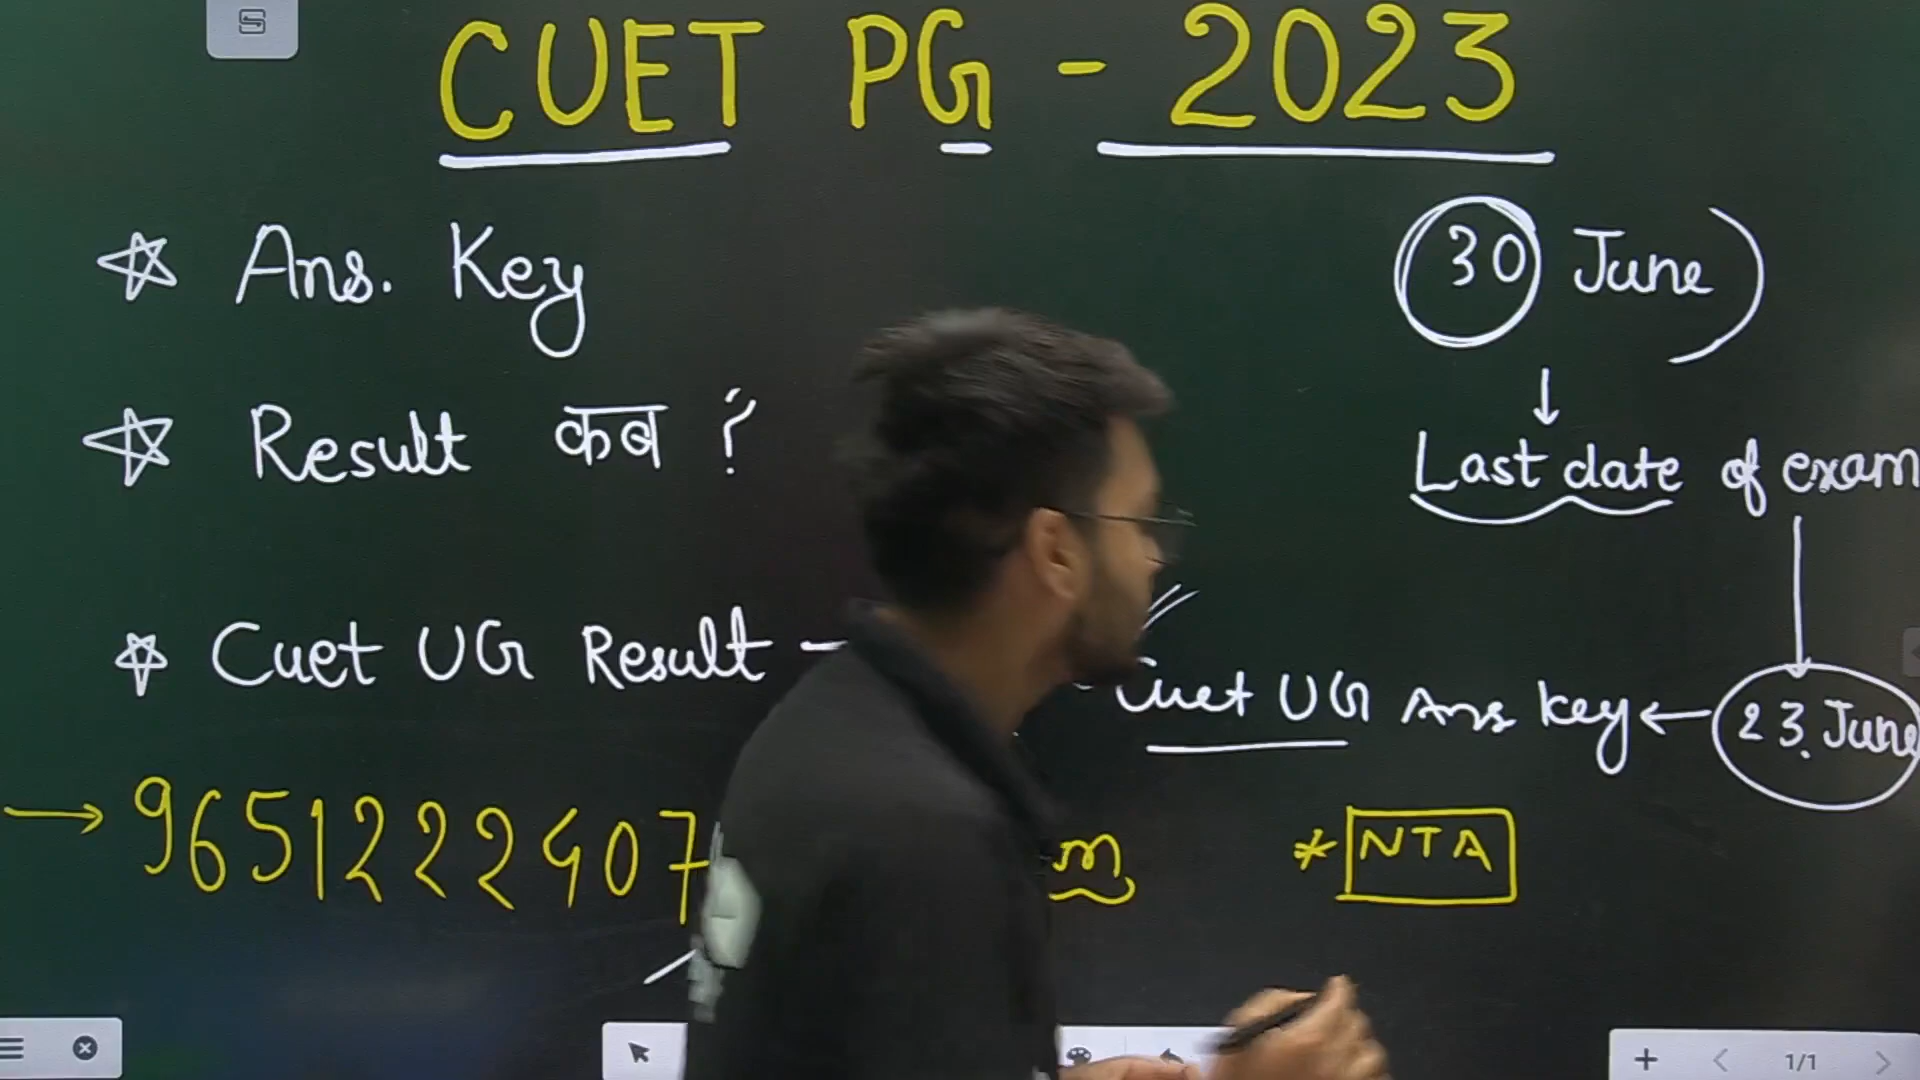 CUET PG - 2023
Ans. Key
30 June)
Result कब ?
Last date of exam
Cuet UG Result -
Cuet UG Ans key ← 23 June
→ 9651222407
* NTA
1/1